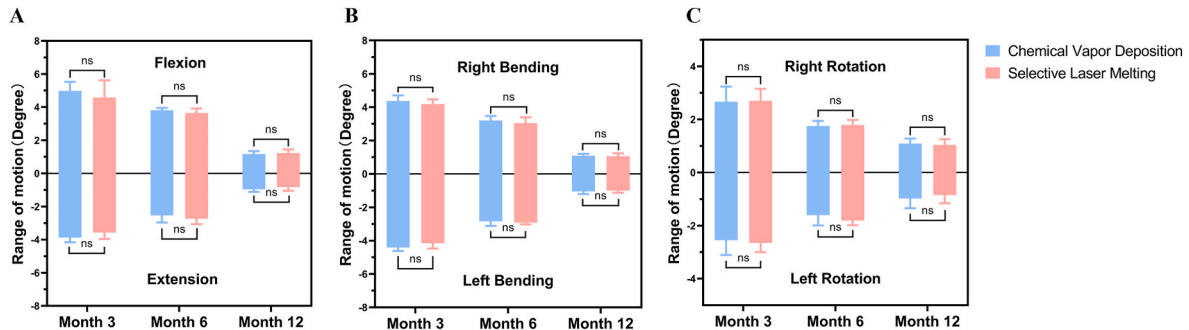 A
Range of motion(Degree)
8
6
4
2
0
-2
-4
-6
-8
Flexion
ns
ns
ns
ns
ns
ns
Extension
Month 3 Month 6 Month 12
B
Range of motion(Degree)
8
6
4
2
0
-2
-4
-6
-8
Right Bending
ns
ns
ns
ns
ns
ns
Left Bending
Month 3 Month 6 Month 12
C
Range of motion(Degree)
4
2
0
-2
-4
Right Rotation
ns
ns
ns
ns
ns
ns
Left Rotation
Month 3 Month 6 Month 12
Chemical Vapor Deposition
Selective Laser Melting